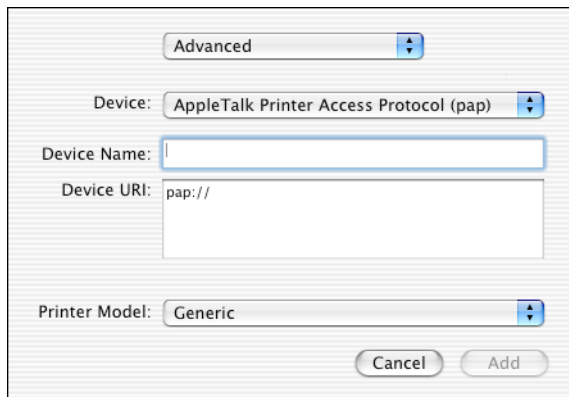 Advanced
Device: AppleTalk Printer Access Protocol (pap)
Device Name:
Device URI: pap://
Printer Model: Generic
Cancel Add